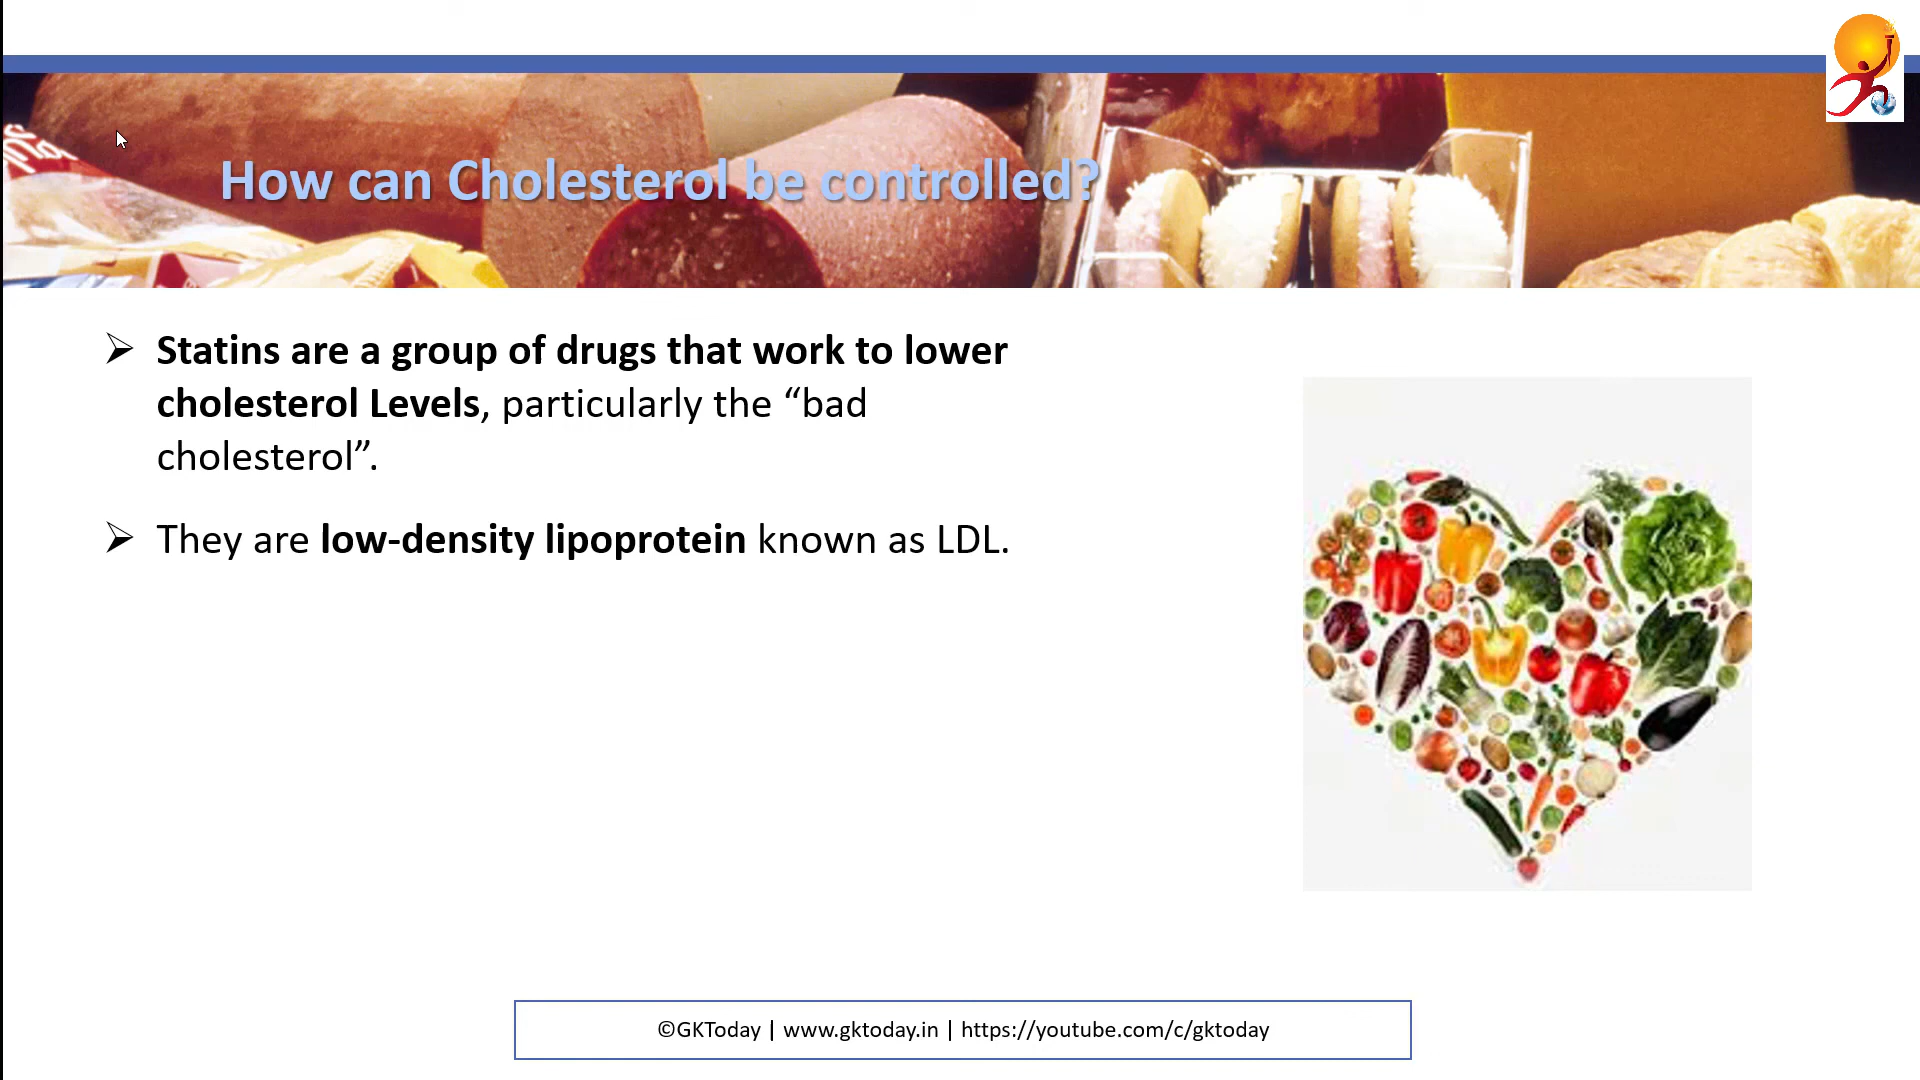 How can Cholesterol be controlled?
➢ Statins are a group of drugs that work to lower
cholesterol Levels, particularly the “bad
cholesterol”.
➢ They are low-density lipoprotein known as LDL.
©GKToday | www.gktoday.in | https://youtube.com/c/gktoday